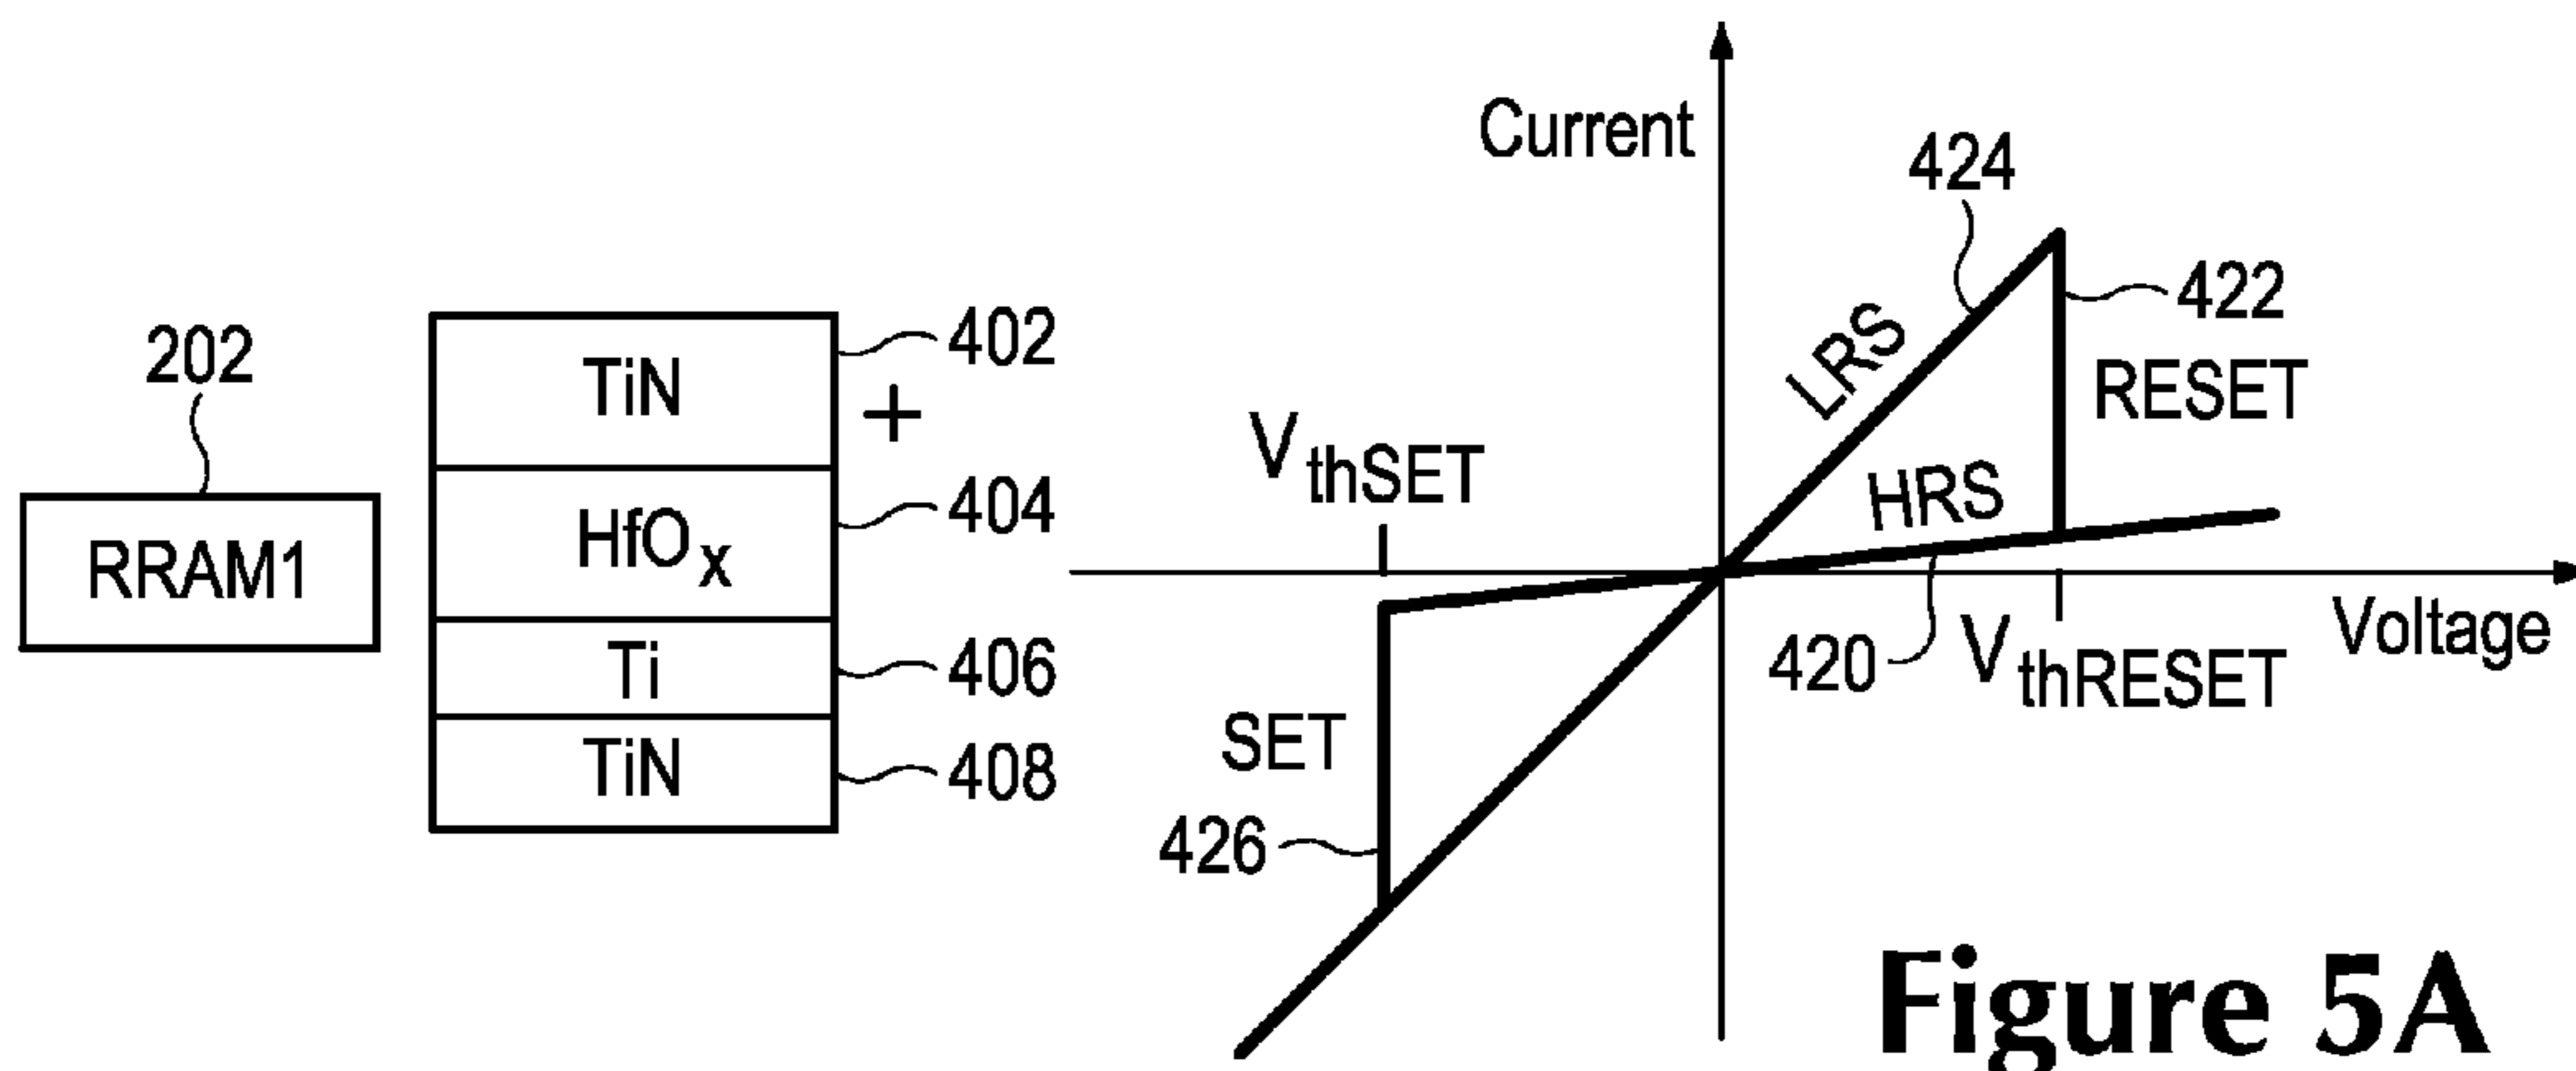 202
RRAM1
TiN
402
+
HfOx
404
Ti
406
TiN
408
Current
424
LRS
422
RESET
VthSET
HRS
420
VthRESET
Voltage
SET
426
Figure 5A